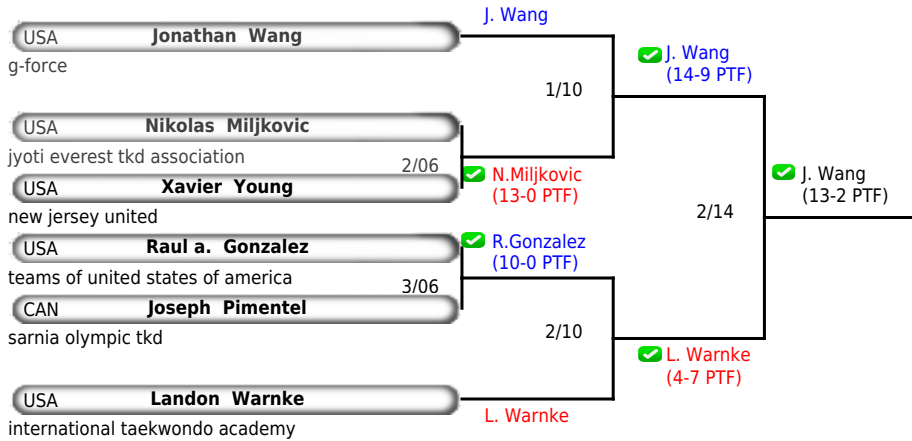 J. Wang
USA Jonathan Wang
g-force
J. Wang
(14-9 PTF)
1/10
USA Nikolas Miljkovic
jyoti everest tkd association
2/06
N.Miljkovic
(13-0 PTF)
USA Xavier Young
new jersey united
J. Wang
(13-2 PTF)
2/14
USA Raul a. Gonzalez
R.Gonzalez
(10-0 PTF)
teams of united states of america
3/06
CAN Joseph Pimentel
sarnia olympic tkd
2/10
L. Warnke
(4-7 PTF)
USA Landon Warnke
L. Warnke
international taekwondo academy